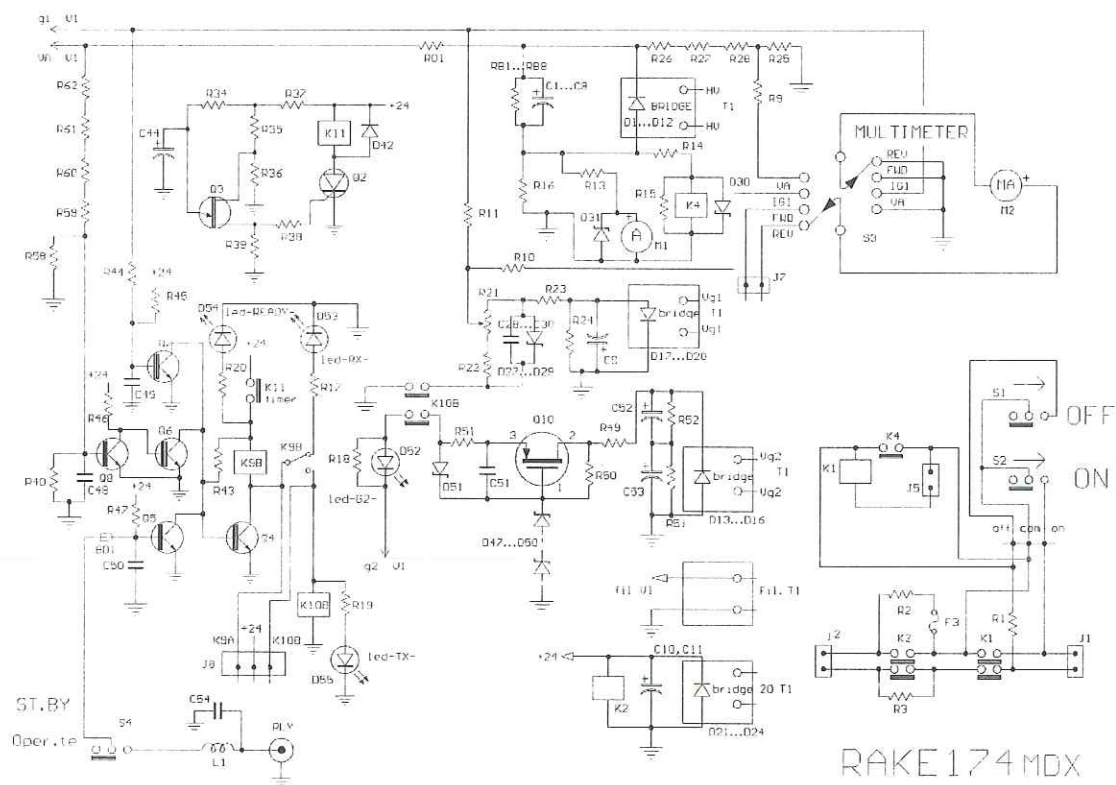 g1 V1
VA V1
R01
R62
R61
R60
R59
R58
R34
R37
+24
C44
R35
R36
K11
D42
Q2
Q3
R38
R39
RB1...RB8
C1...C8
R26
R27
R28
R25
HV
BRIDGE T1
D1...D12
HV
R9
R14
R16
R13
R15
K4
D30
D31
A
M1
R11
R10
J7
MULTIMETER
REV
FWD
IG1
VA
VA
IG1
FWD
REV
S3
MA
M2
R44
+24
R45
D54
led-READY-
D53
led-RX-
R20
+24
K11
timer
R17
C49
+24
R46
Q6
Q8
R40
C48
+24
R47
Q5
R43
K9B
K9B
Q4
C50
R21
R23
R22
C28...C30
D27...D29
R24
C9
Vg1
bridge T1
Vg1
D17...D20
K10B
R18
D52
led-G2-
R51
D51
C51
Q10
3
2
1
R49
R50
D47...D50
C52
R52
C53
Vg2
bridge T1
Vg2
D13...D16
g2 V1
K10B
R19
led-TX-
D55
K9A
+24
K10B
J8
fil V1
Fil. T1
+24
K2
C10,C11
bridge 20 T1
D21...D24
S1
OFF
S2
ON
K4
K1
J5
off com on
R2
F3
R1
J2
K2
K1
J1
R3
ST.BY
Oper.te
S4
C54
L1
RLY
RAKE174 MDX